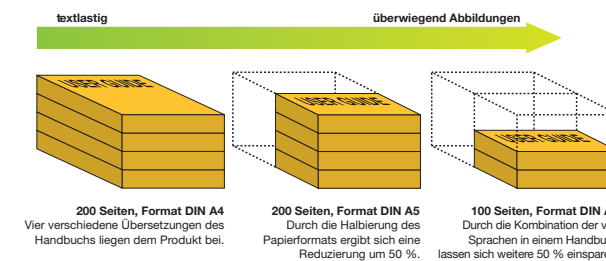 textlastig
überwiegend Abbildungen
USER GUIDE
USER GUIDE
USER GUIDE
200 Seiten, Format DIN A4
Vier verschiedene Übersetzungen des
Handbuchs liegen dem Produkt bei.
200 Seiten, Format DIN A5
Durch die Halbierung des
Papierformats ergibt sich eine
Reduzierung um 50 %.
100 Seiten, Format DIN
Durch die Kombination der
Sprachen in einem
lassen sich weitere 50 %